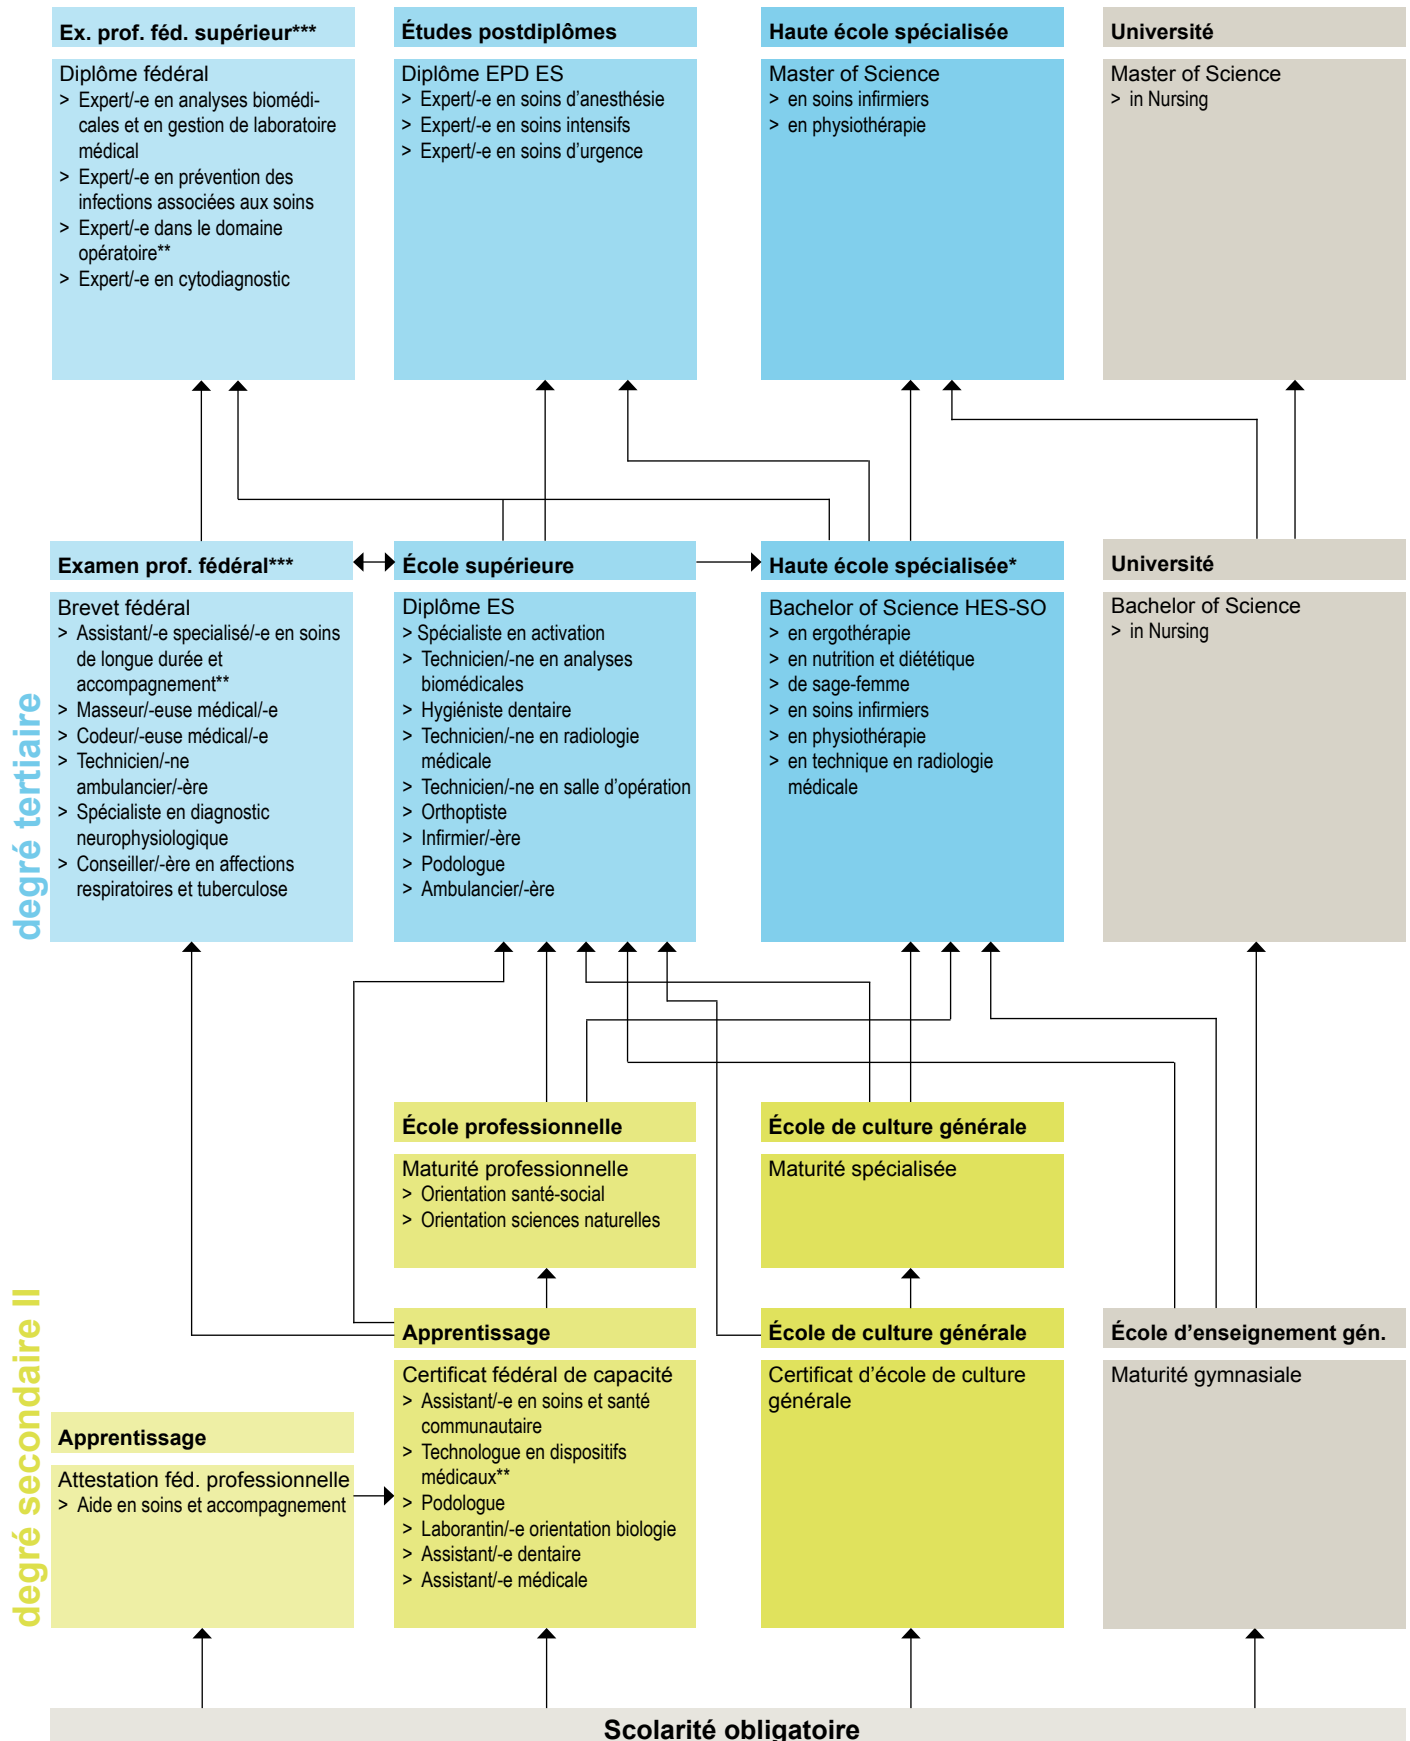 Ex. prof. féd. supérieur***
Diplôme fédéral
> Expert/-e en analyses biomédi-
cales et en gestion de laboratoire
médical
> Expert/-e en prévention des
infections associées aux soins
> Expert/-e dans le domaine
opératoire**
> Expert/-e en cytodiagnostic
Études postdiplômes
Diplôme EPD ES
> Expert/-e en soins d'anesthésie
> Expert/-e en soins intensifs
> Expert/-e en soins d'urgence
Haute école spécialisée
Master of Science
> en soins infirmiers
> en physiothérapie
Université
Master of Science
> in Nursing
degré tertiaire
Examen prof. fédéral***
Brevet fédéral
> Assistant/-e specialisé/-e en soins
de longue durée et
accompagnement**
> Masseur/-euse médical/-e
> Codeur/-euse médical/-e
> Technicien/-ne
ambulancier/-ère
> Spécialiste en diagnostic
neurophysiologique
> Conseiller/-ère en affections
respiratoires et tuberculose
École supérieure
Diplôme ES
> Spécialiste en activation
> Technicien/-ne en analyses
biomédicales
> Hygiéniste dentaire
> Technicien/-ne en radiologie
médicale
> Technicien/-ne en salle d'opération
> Orthoptiste
> Infirmier/-ère
> Podologue
> Ambulancier/-ère
Haute école spécialisée*
Bachelor of Science HES-SO
> en ergothérapie
> en nutrition et diététique
> de sage-femme
> en soins infirmiers
> en physiothérapie
> en technique en radiologie
médicale
Université
Bachelor of Science
> in Nursing
École professionnelle
Maturité professionnelle
> Orientation santé-social
> Orientation sciences naturelles
École de culture générale
Maturité spécialisée
degré secondaire II
Apprentissage
Attestation féd. professionnelle
> Aide en soins et accompagnement
Apprentissage
Certificat fédéral de capacité
> Assistant/-e en soins et santé
communautaire
> Technologue en dispositifs
médicaux**
> Podologue
> Laborantin/-e orientation biologie
> Assistant/-e dentaire
> Assistant/-e médicale
École de culture générale
Certificat d'école de culture
générale
École d'enseignement gén.
Maturité gymnasiale
Scolarité obligatoire